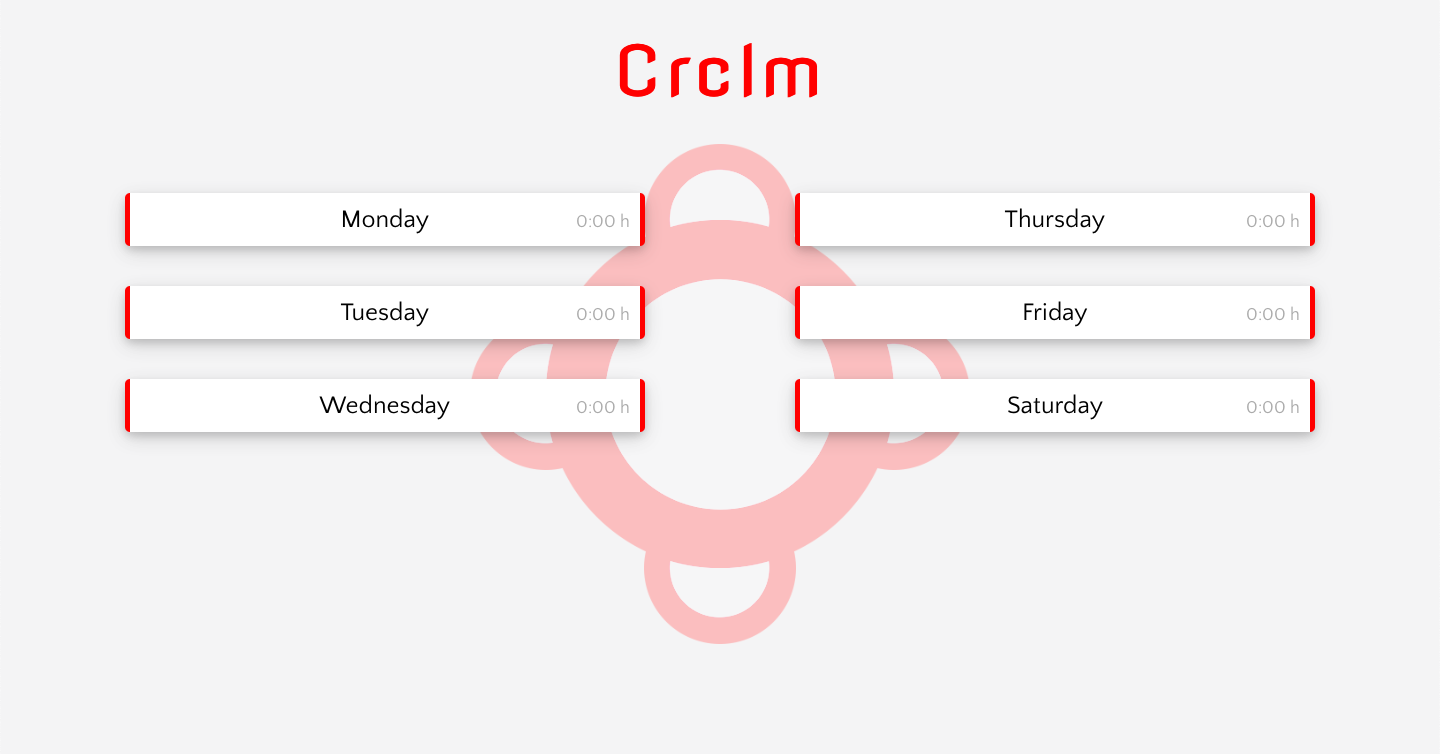 Crclm
Monday 0:00 h
Tuesday 0:00 h
Wednesday 0:00 h
Thursday 0:00 h
Friday 0:00 h
Saturday 0:00 h